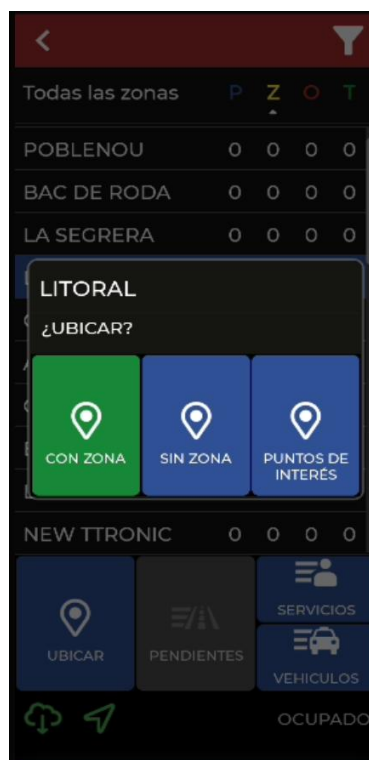 Todas las zonas P Z O T
POBLENOU 0 0 0 0
BAC DE RODA 0 0 0 0
LA SEGRERA 0 0 0 0
LITORAL
¿UBICAR?
CON ZONA
SIN ZONA
PUNTOS DE
INTERÉS
NEW TTRONIC 0 0 0 0
UBICAR
PENDIENTES
SERVICIOS
VEHICULOS
OCUPADO